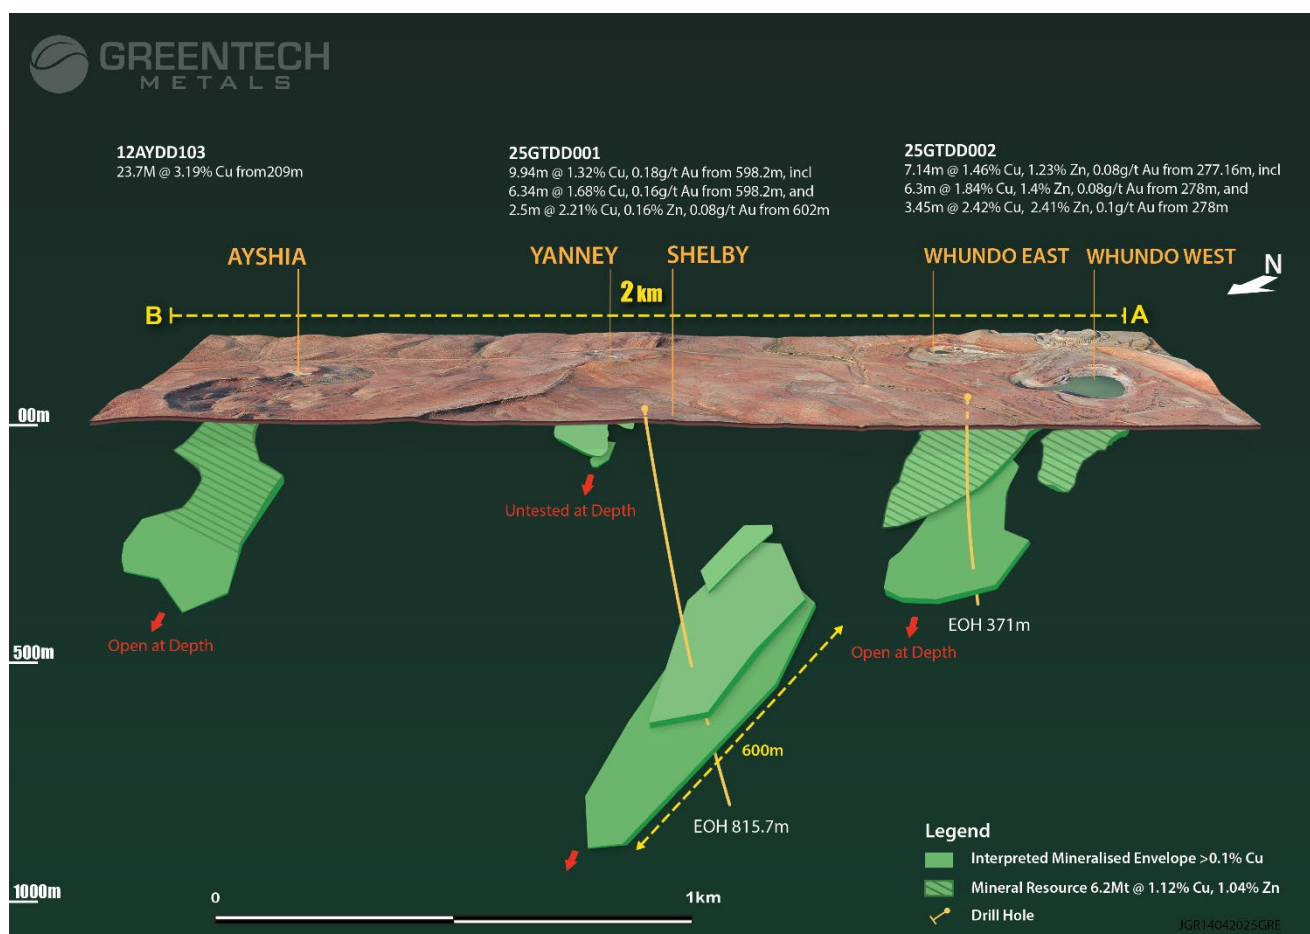 GREENTECH
METALS
12AYDD103
23.7M @ 3.19% Cu from209m
25GTDD001
9.94m @ 1.32% Cu, 0.18g/t Au from 598.2m, incl
6.34m @ 1.68% Cu, 0.16g/t Au from 598.2m, and
2.5m @ 2.21% Cu, 0.16% Zn, 0.08g/t Au from 602m
25GTDD002
7.14m @ 1.46% Cu, 1.23% Zn, 0.08g/t Au from 277.16m, incl
6.3m @ 1.84% Cu, 1.4% Zn, 0.08g/t Au from 278m, and
3.45m @ 2.42% Cu, 2.41% Zn, 0.1g/t Au from 278m
AYSHIA
YANNEY
SHELBY
WHUNDO EAST
WHUNDO WEST
N
B
2 km
A
00m
Untested at Depth
EOH 371m
Open at Depth
Open at Depth
500m
600m
EOH 815.7m
Legend
Interpreted Mineralised Envelope >0.1% Cu
Mineral Resource 6.2Mt @ 1.12% Cu, 1.04% Zn
Drill Hole
1000m
0
1km
JGR14042025GRE